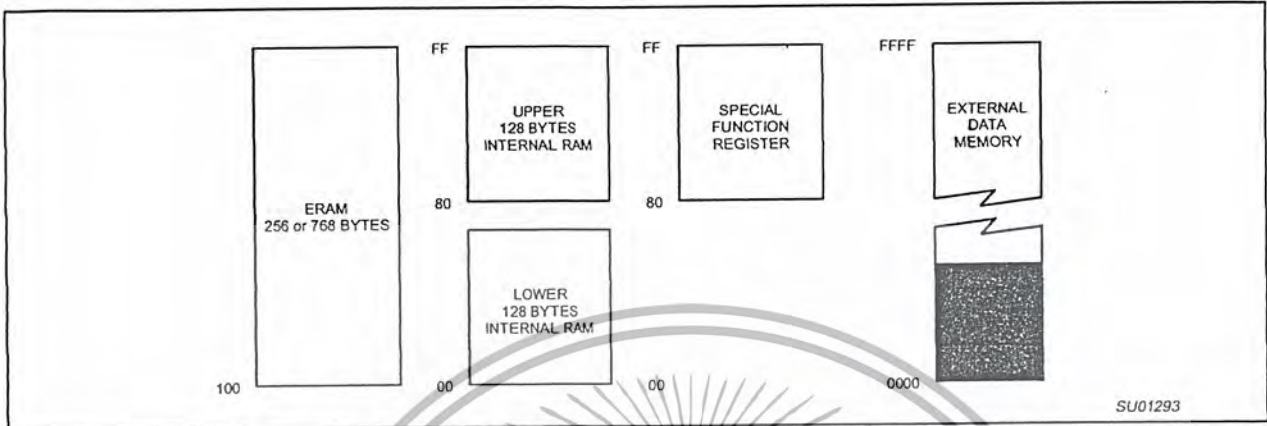 ERAM
256 or 768 BYTES
100
FF
UPPER
128 BYTES
INTERNAL RAM
80
LOWER
128 BYTES
INTERNAL RAM
00
FF
SPECIAL
FUNCTION
REGISTER
80
00
FFFF
EXTERNAL
DATA
MEMORY
0000
SU01293